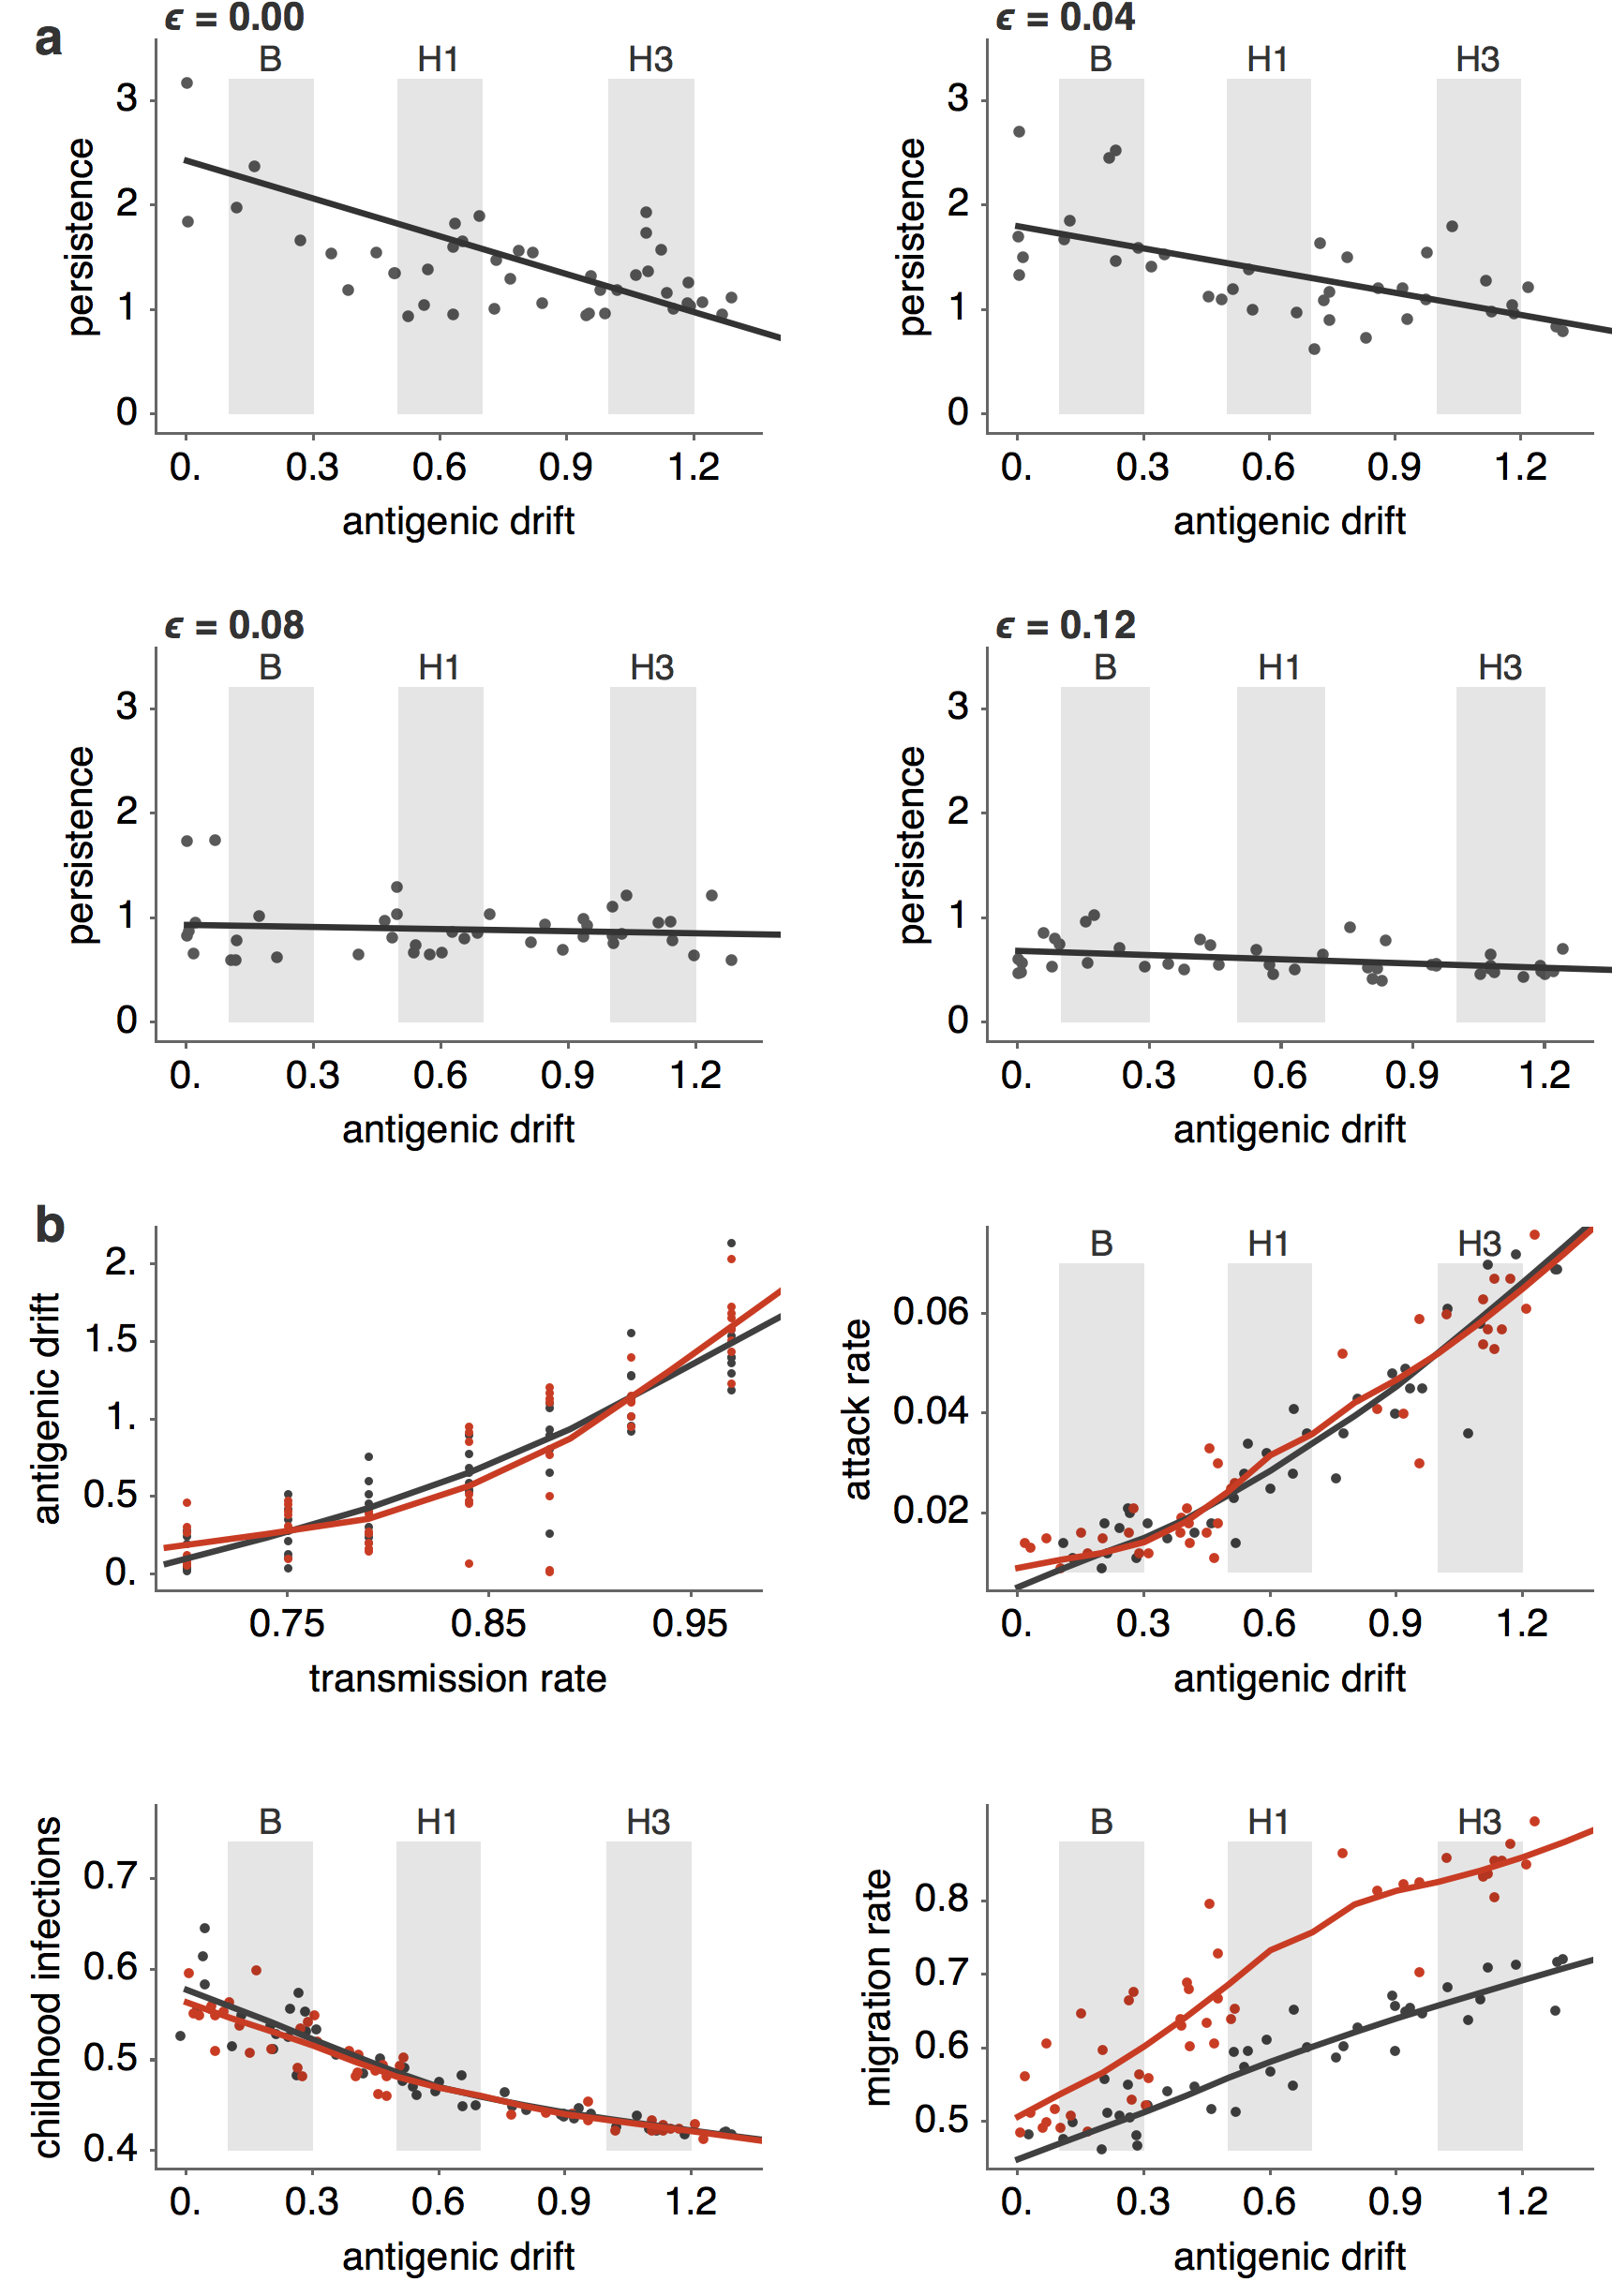 a
ϵ = 0.00
B H1 H3
3
2
1
0
persistence
0. 0.3 0.6 0.9 1.2
antigenic drift
ϵ = 0.04
B H1 H3
3
2
1
0
persistence
0. 0.3 0.6 0.9 1.2
antigenic drift
ϵ = 0.08
B H1 H3
3
2
1
0
persistence
0. 0.3 0.6 0.9 1.2
antigenic drift
ϵ = 0.12
B H1 H3
3
2
1
0
persistence
0. 0.3 0.6 0.9 1.2
antigenic drift
b
2.
1.5
1.
0.5
0.
antigenic drift
0.75 0.85 0.95
transmission rate
B H1 H3
0.06
0.04
0.02
attack rate
0. 0.3 0.6 0.9 1.2
antigenic drift
B H1 H3
0.7
0.6
0.5
0.4
childhood infections
0. 0.3 0.6 0.9 1.2
antigenic drift
B H1 H3
0.8
0.7
0.6
0.5
migration rate
0. 0.3 0.6 0.9 1.2
antigenic drift